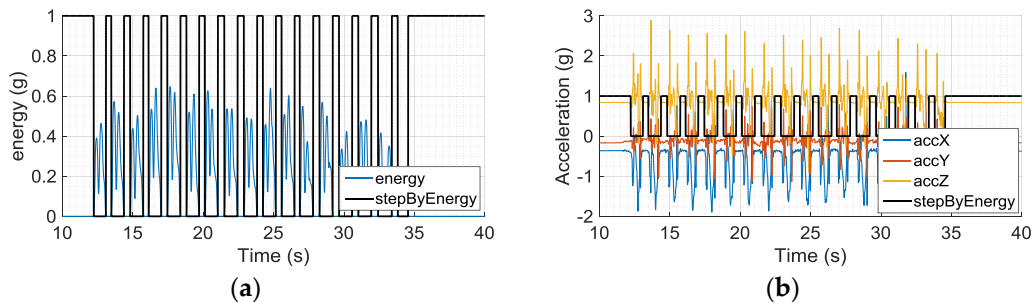 1
0.8
0.6
0.4
0.2
0
energy (g)
energy
stepByEnergy
10 15 20 25 30 35 40
Time (s)
(a)
3
2
1
0
-1
-2
Acceleration (g)
accX
accY
accZ
stepByEnergy
10 15 20 25 30 35 40
Time (s)
(b)